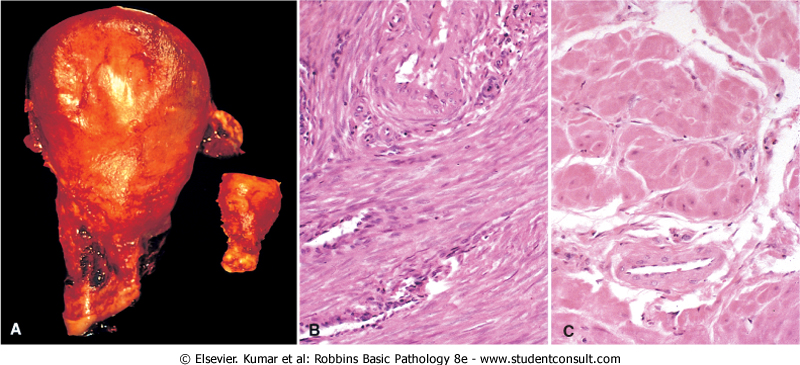 A
B
C
© Elsevier. Kumar et al: Robbins Basic Pathology 8e - www.studentconsult.com